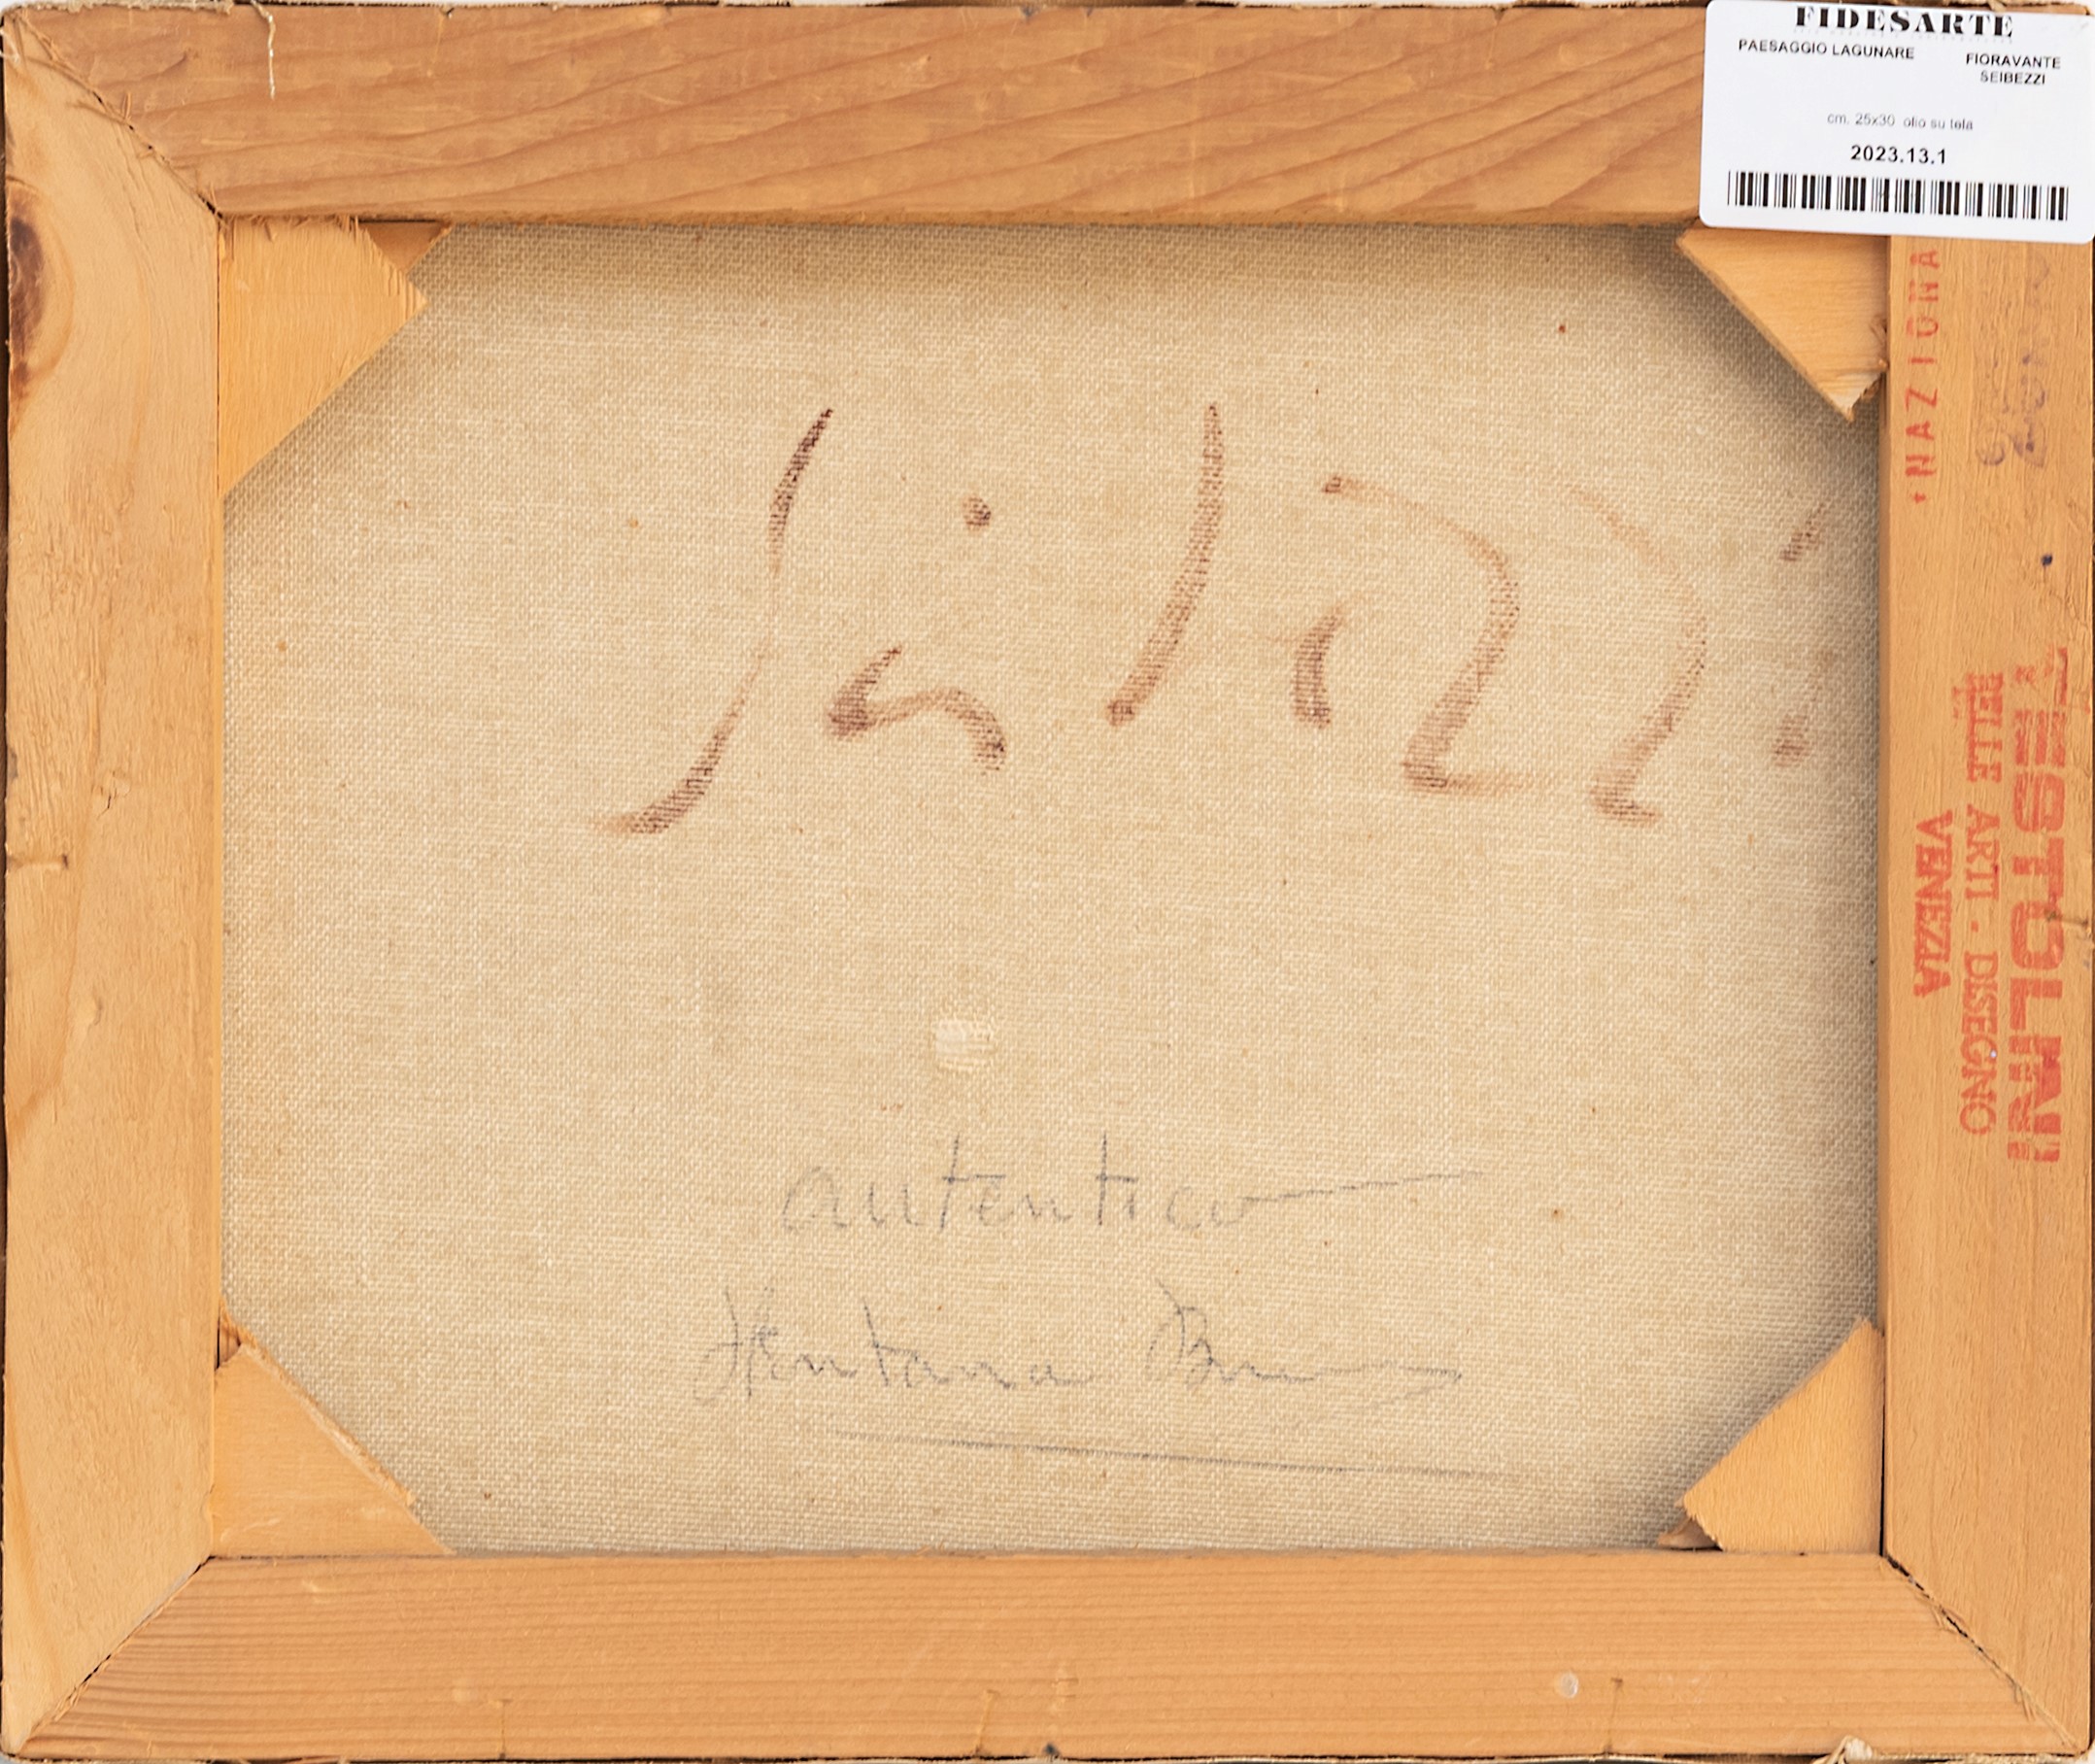 FIDESARTE
PAESAGGIO LAGUNARE
FIORAVANTE
SEIBEZZI
cm. 25x30 olio su tela
2023.13.1
Seibezzi
autentico
NAZIONA
TESTOLINI
BELLE ARTI - DISEGNO
VENEZIA